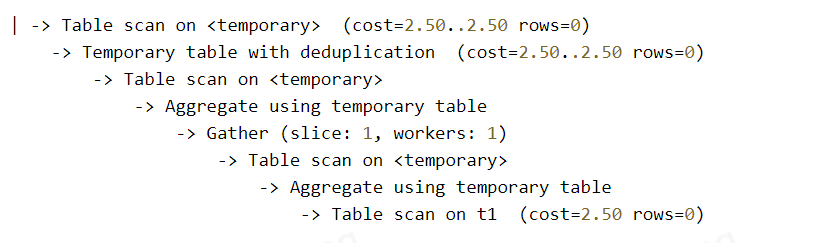 | -> Table scan on <temporary>  (cost=2.50..2.50 rows=0)
    -> Temporary table with deduplication  (cost=2.50..2.50 rows=0)
        -> Table scan on <temporary>
            -> Aggregate using temporary table
                -> Gather (slice: 1, workers: 1)
                    -> Table scan on <temporary>
                        -> Aggregate using temporary table
                            -> Table scan on t1  (cost=2.50 rows=0)